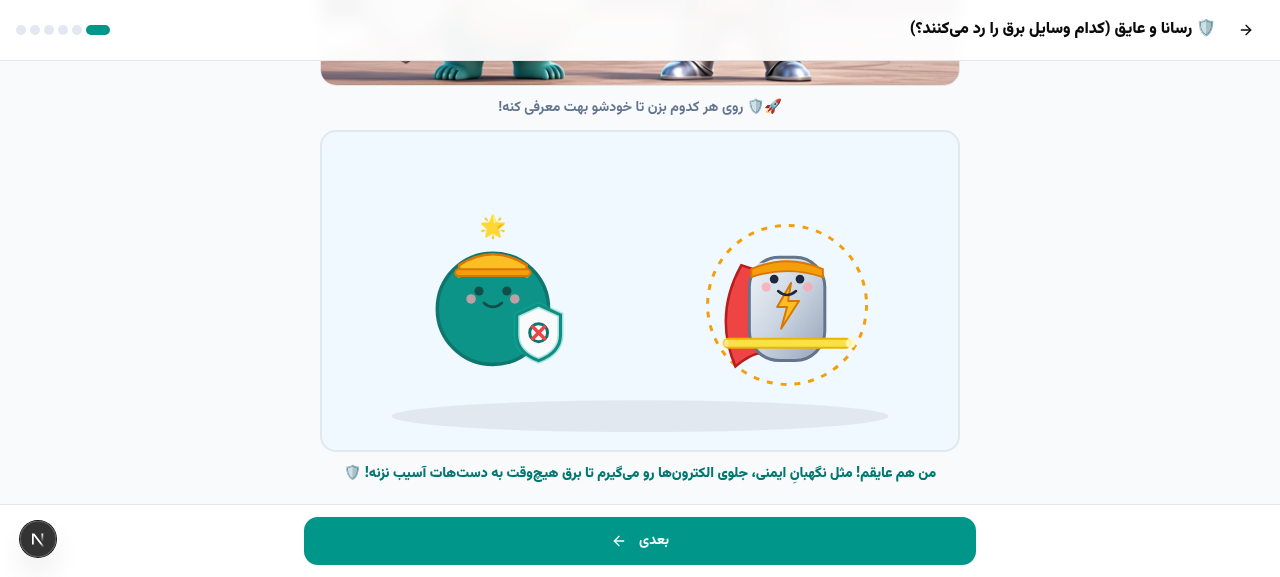 🛡️ رسانا و عایق (کدام وسایل برق را رد می‌کنند؟)
🚀🛡️ روی هر کدوم بزن تا خودشو بهت معرفی کنه!
من هم عایقم! مثل نگهبانِ ایمنی، جلوی الکترون‌ها رو می‌گیرم تا برق هیچ‌وقت به دست‌هات آسیب نزنه! 🛡️
بعدی
N